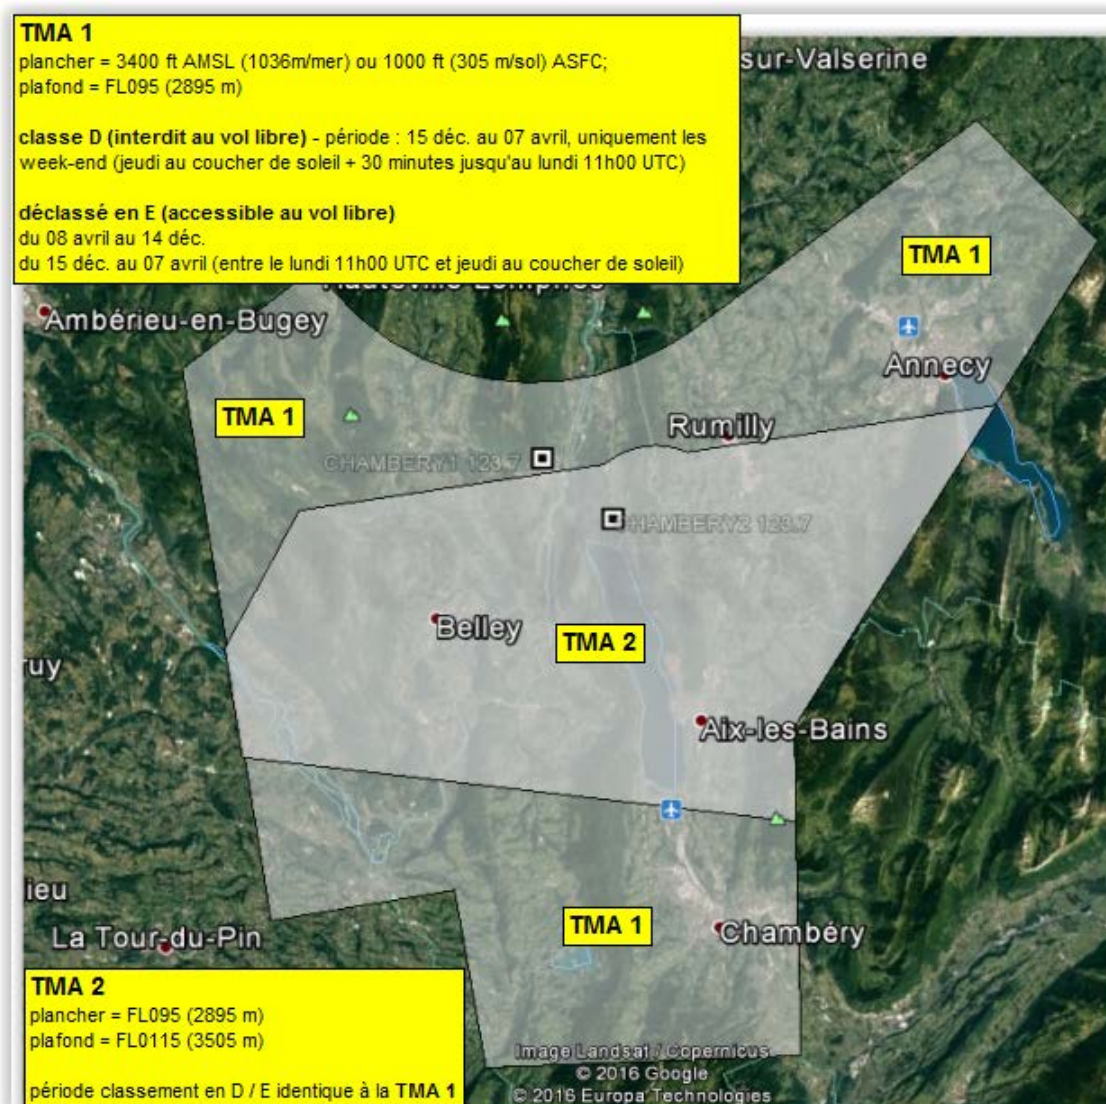 TMA 1
plancher = 3400 ft AMSL (1036m/mer) ou 1000 ft (305 m/sol) ASFC;
plafond = FL095 (2895 m)
classe D (interdit au vol libre) - période : 15 déc. au 07 avril, uniquement les
week-end (jeudi au coucher de soleil + 30 minutes jusqu'au lundi 11h00 UTC)
déclassé en E (accessible au vol libre)
du 08 avril au 14 déc.
du 15 déc. au 07 avril (entre le lundi 11h00 UTC et jeudi au coucher de soleil)
sur-Valserine
TMA 1
Ambérieu-en-Bugey
Annecy
TMA 1
Rumilly
CHAMBERY1 123.7
CHAMBERY2 123.7
Belley
TMA 2
ruy
Aix-les-Bains
lieu
La Tour-du-Pin
TMA 1
Chambéry
TMA 2
plancher = FL095 (2895 m)
plafond = FL0115 (3505 m)
période classement en D / E identique à la TMA 1
Image Landsat / Copernicus
© 2016 Google
© 2016 Europa Technologies